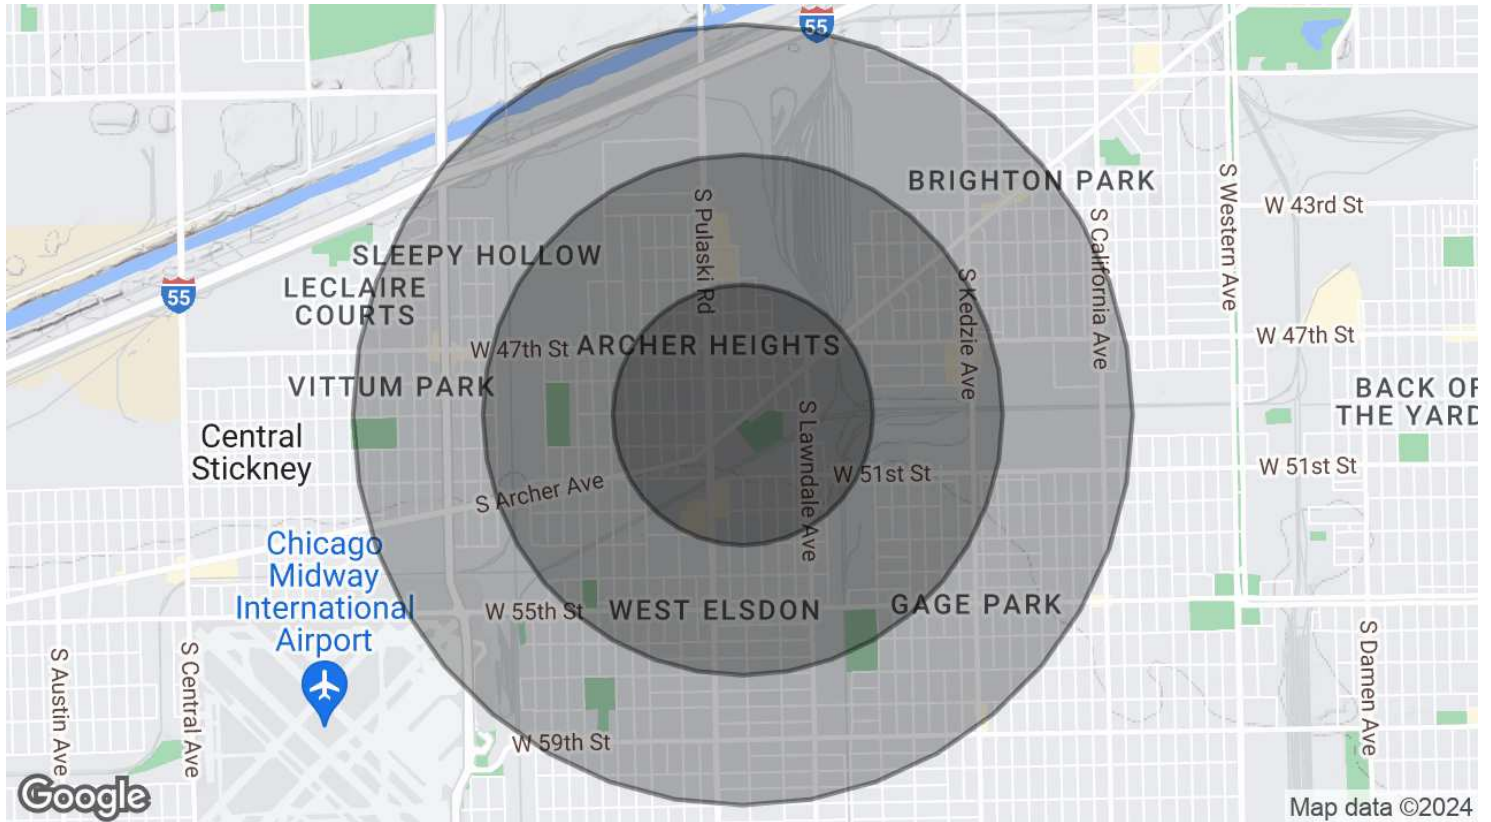 55
BRIGHTON PARK
S Pulaski Rd
S Western Ave
W 43rd St
S California Ave
SLEEPY HOLLOW
LECLAIRE
COURTS
55
S Kedzie Ave
W 47th St
ARCHER HEIGHTS
W 47th St
VITTUM PARK
BACK OF
THE YARD
Central
Stickney
S Lawndale Ave
W 51st St
W 51st St
S Archer Ave
Chicago
Midway
International
Airport
W 55th St
WEST ELSDON
GAGE PARK
S Austin Ave
S Central Ave
S Damen Ave
W 59th St
Google
Map data ©2024